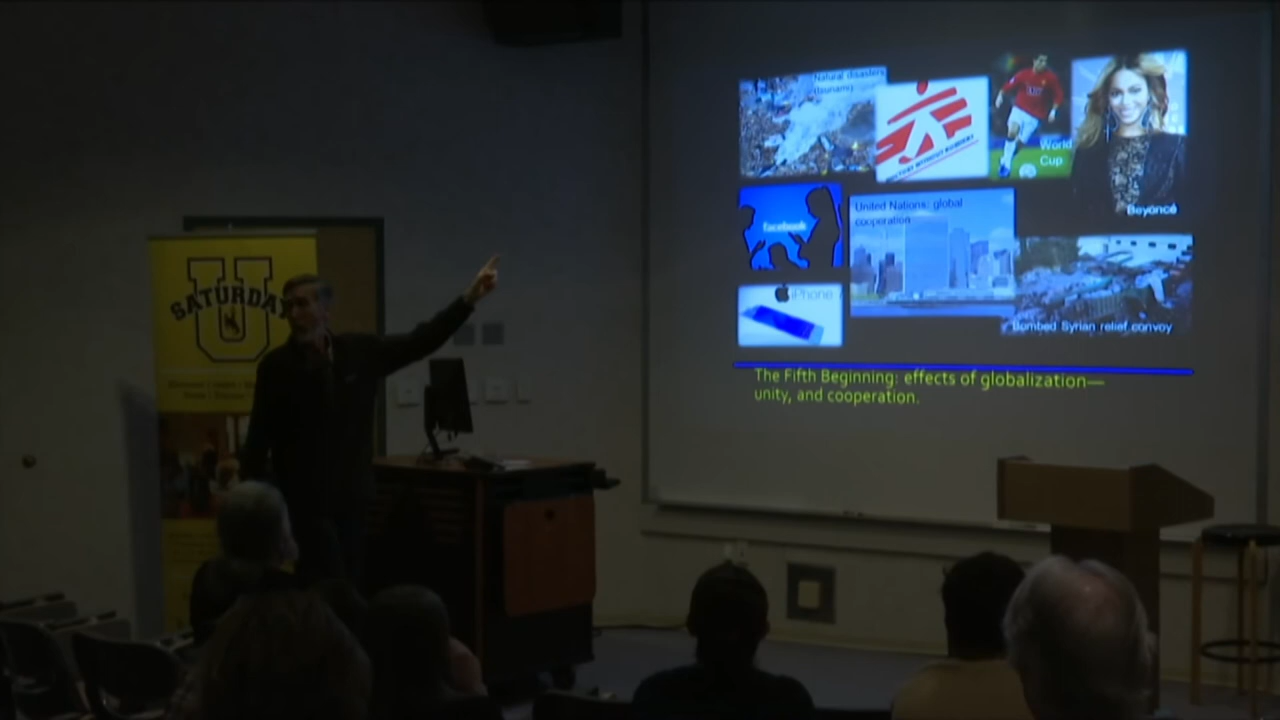 Natural disasters
(tsunami)
World
Cup
Beyoncé
facebook
United Nations: global
cooperation
iPhone
Bombed Syrian relief convoy
The Fifth Beginning: effects of globalization—
unity, and cooperation.
U
SATURDAY